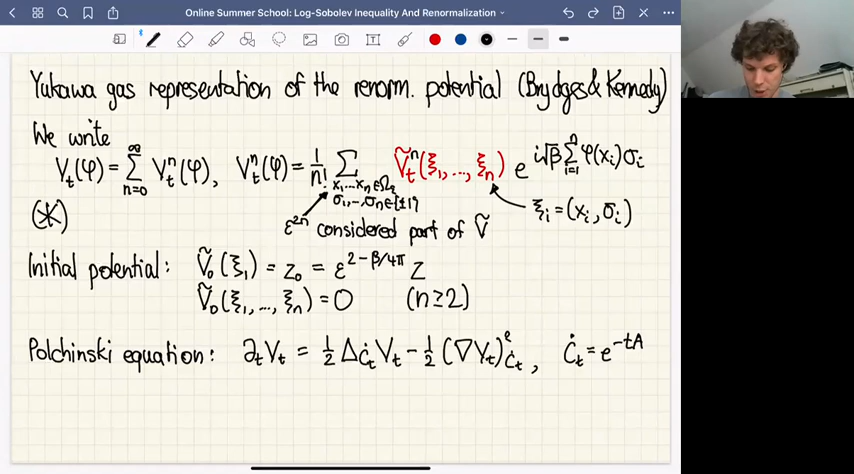 Online Summer School: Log-Sobolev Inequality And Renormalization
Yukawa gas representation of the renorm. potential (Brydges&Kennedy)
We write
V_t(φ) = ∑_{n=0}^∞ V_t^n(φ), V_t^n(φ) = 1/n! ∑_{x_1...x_n∈Ω_ε, σ_1,...,σ_n∈{±1}} Ṽ_t^n(ξ_1,...,ξ_n) e^{i√β ∑_{i=1}^n φ(x_i)σ_i}
(*) ε^{2n} considered part of Ṽ ξ_i = (x_i, σ_i)
Initial potential: Ṽ_0(ξ_1) = z_0 = ε^{2-β/4π} z
Ṽ_0(ξ_1,...,ξ_n) = 0 (n≥2)
Polchinski equation: ∂_t V_t = 1/2 Δ_{Ċ_t} V_t - 1/2 (∇V_t)^2_{Ċ_t}, Ċ_t = e^{-tA}